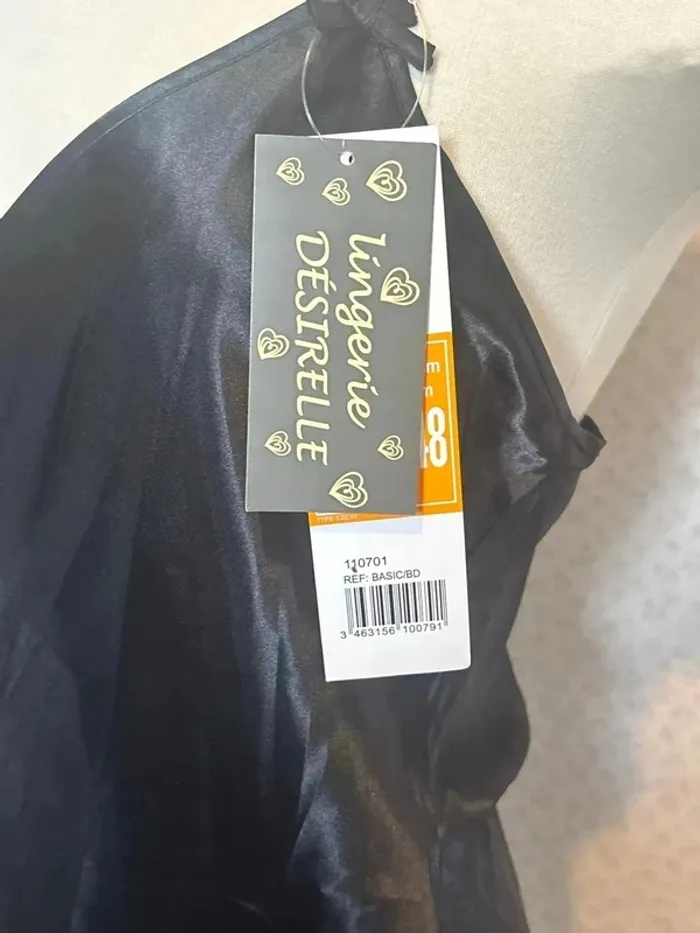 lingerie
DÉSIRELLE
110701
REF: BASIC/BD
3 463156 100791